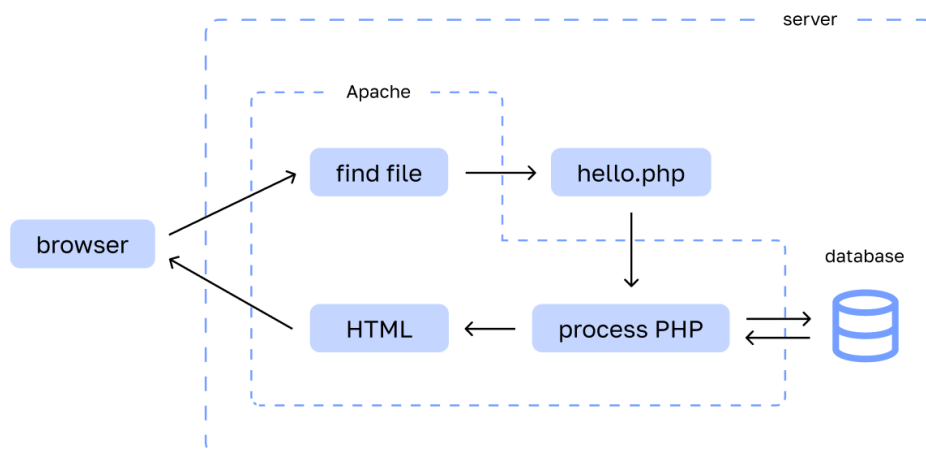 server
Apache
find file
hello.php
browser
database
HTML
process PHP